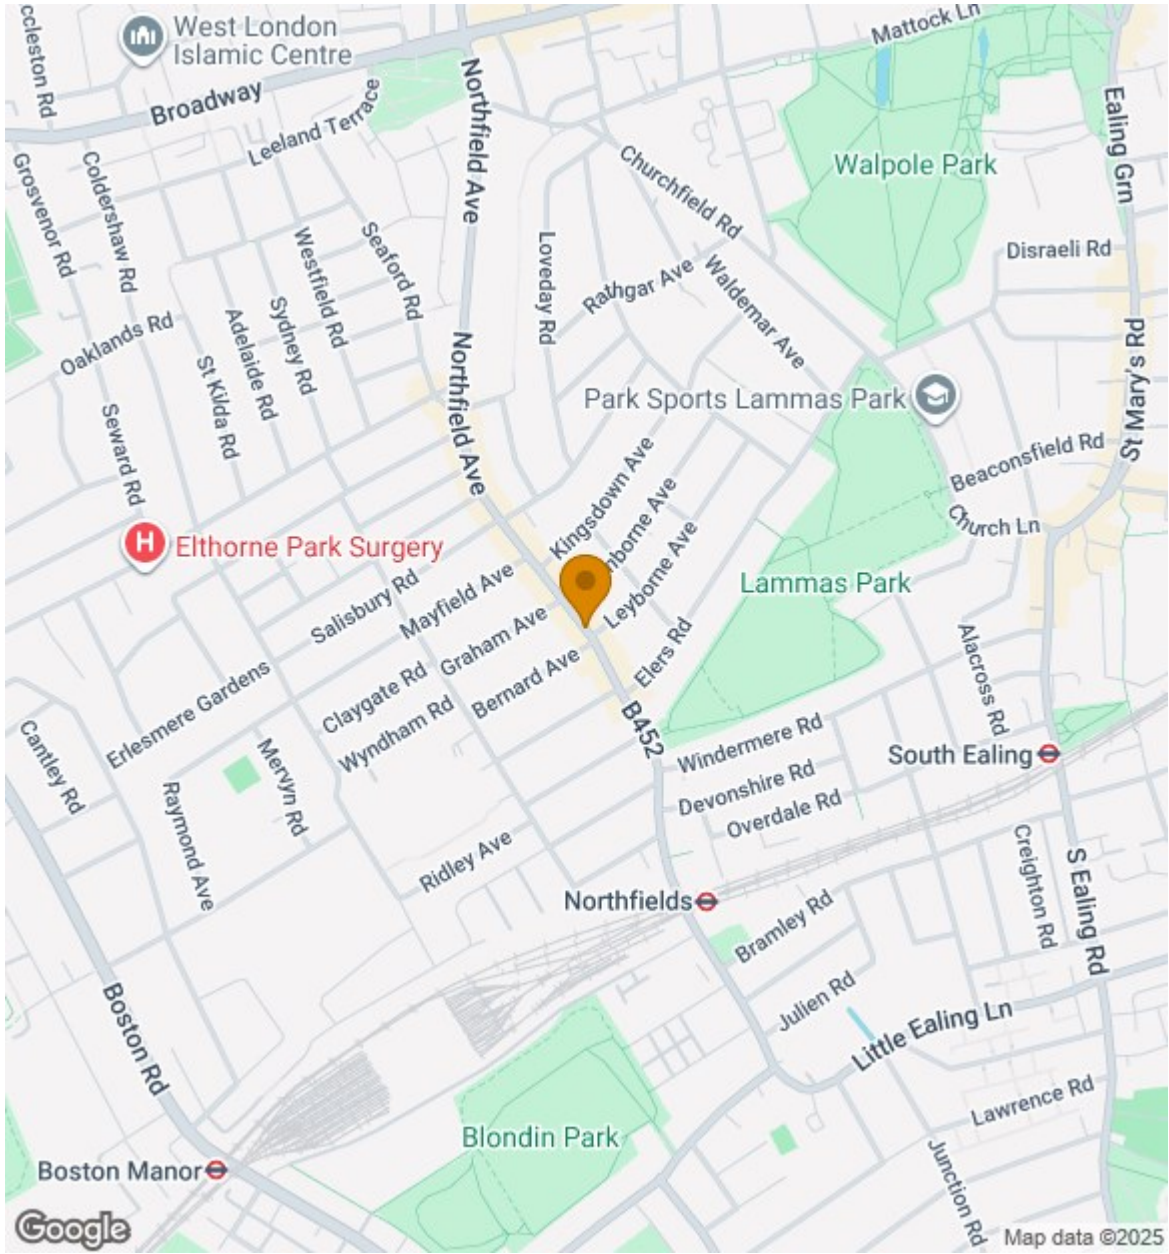 West London
Islamic Centre
Mattock Ln
Broadway
Leeland Terrace
Northfield Ave
Ealing Grn
Grosvenor Rd
Coldershaw Rd
Churchfield Rd
Walpole Park
Westfield Rd
Seaford Rd
Loveday Rd
Rathgar Ave
Waldemar Ave
Disraeli Rd
Oaklands Rd
Adelaide Rd
Sydney Rd
St Kilda Rd
Northfield Ave
St Mary's Rd
Park Sports Lammas Park
Seward Rd
Kingsdown Ave
Beaconsfield Rd
Church Ln
H
Elthorne Park Surgery
Leyborne Ave
Lammas Park
Salisbury Rd
Mayfield Ave
Graham Ave
Bernard Ave
Elers Rd
Alacross Rd
Claygate Rd
Wyndham Rd
Erlesmere Gardens
B452
Cantley Rd
Mervyn Rd
Windermere Rd
South Ealing
Devonshire Rd
Overdale Rd
Raymond Ave
Ridley Ave
Creighton Rd
S Ealing Rd
Northfields
Bramley Rd
Boston Rd
Julien Rd
Little Ealing Ln
Lawrence Rd
Blondin Park
Boston Manor
Junction Rd
Google
Map data ©2025